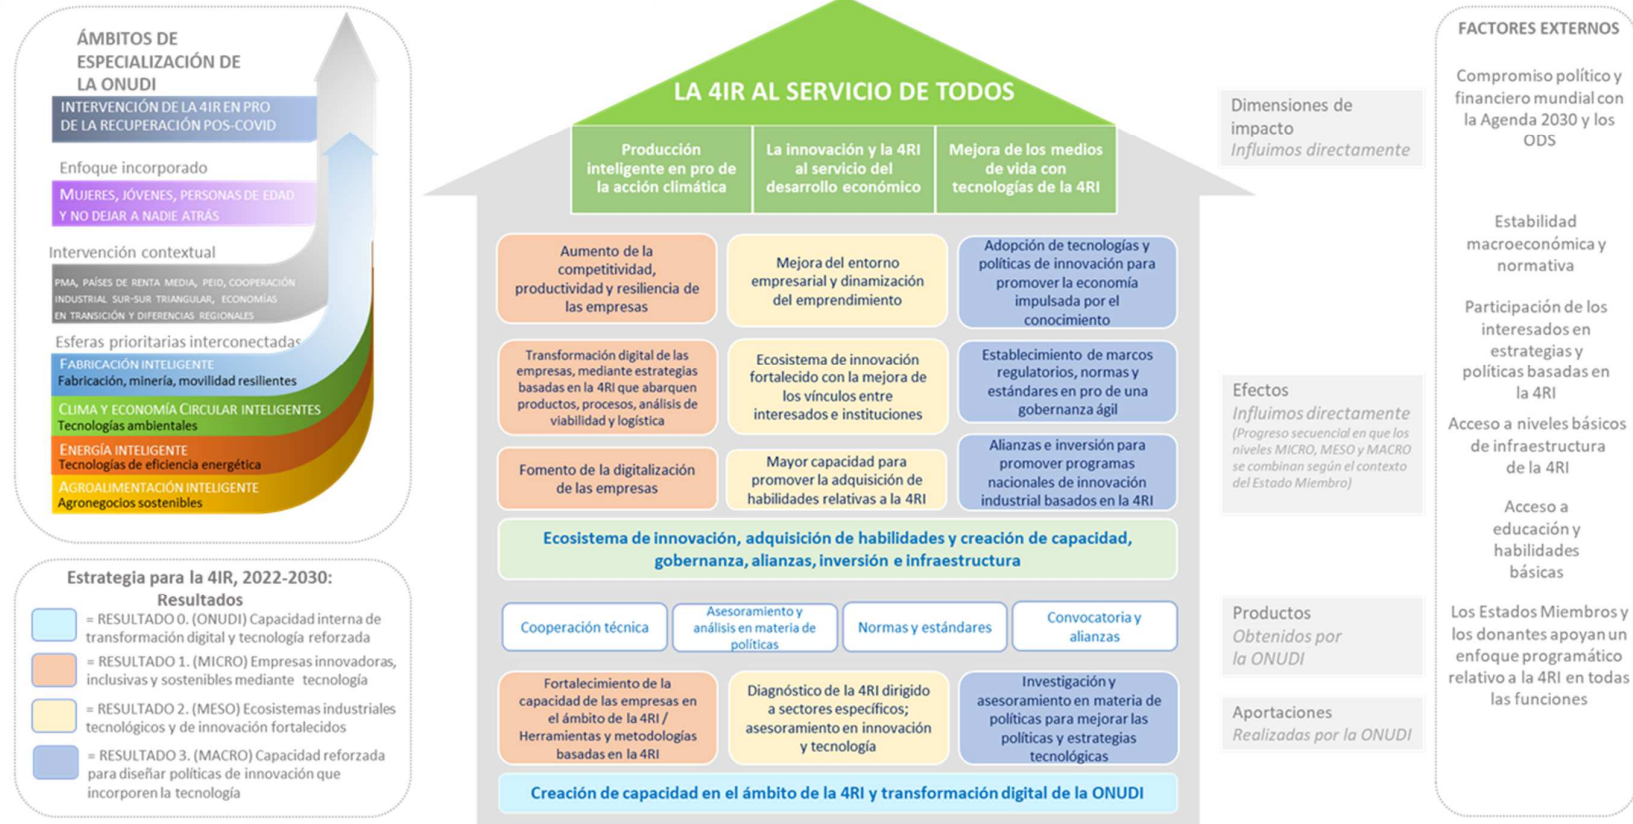 ÁMBITOS DE
ESPECIALIZACIÓN DE
LA ONUDI
INTERVENCIÓN DE LA 4IR EN PRO
DE LA RECUPERACIÓN POS-COVID
Enfoque incorporado
MUJERES, JÓVENES, PERSONAS DE EDAD
Y NO DEJAR A NADIE ATRÁS
Intervención contextual
PMA, PAÍSES DE RENTA MEDIA, PEID, COOPERACIÓN
INDUSTRIAL SUR-SUR TRIANGULAR, ECONOMÍAS
EN TRANSICIÓN Y DIFERENCIAS REGIONALES
Esferas prioritarias interconectadas
FABRICACIÓN INTELIGENTE
Fabricación, minería, movilidad resilientes
CLIMA Y ECONOMÍA CIRCULAR INTELIGENTES
Tecnologías ambientales
ENERGÍA INTELIGENTE
Tecnologías de eficiencia energética
AGROALIMENTACIÓN INTELIGENTE
Agronegocios sostenibles
Estrategia para la 4IR, 2022-2030:
Resultados
= RESULTADO 0. (ONUDI) Capacidad interna de
transformación digital y tecnología reforzada
= RESULTADO 1. (MICRO) Empresas innovadoras,
inclusivas y sostenibles mediante tecnología
= RESULTADO 2. (MESO) Ecosistemas industriales
tecnológicos y de innovación fortalecidos
= RESULTADO 3. (MACRO) Capacidad reforzada
para diseñar políticas de innovación que
incorporen la tecnología
LA 4IR AL SERVICIO DE TODOS
Producción
inteligente en pro de
la acción climática
La innovación y la 4RI
al servicio del
desarrollo económico
Mejora de los medios
de vida con
tecnologías de la 4RI
Aumento de la
competitividad,
productividad y resiliencia de
las empresas
Mejora del entorno
empresarial y dinamización
del emprendimiento
Adopción de tecnologías y
políticas de innovación para
promover la economía
impulsada por el
conocimiento
Transformación digital de las
empresas, mediante estrategias
basadas en la 4RI que abarquen
productos, procesos, análisis de
viabilidad y logística
Ecosistema de innovación
fortalecido con la mejora de
los vínculos entre
interesados e instituciones
Establecimiento de marcos
regulatorios, normas y
estándares en pro de una
gobernanza ágil
Fomento de la digitalización
de las empresas
Mayor capacidad para
promover la adquisición de
habilidades relativas a la 4RI
Alianzas e inversión para
promover programas
nacionales de innovación
industrial basados en la 4RI
Ecosistema de innovación, adquisición de habilidades y creación de capacidad,
gobernanza, alianzas, inversión e infraestructura
Cooperación técnica
Asesoramiento y
análisis en materia de
políticas
Normas y estándares
Convocatoria y
alianzas
Fortalecimiento de la
capacidad de las empresas en
el ámbito de la 4RI /
Herramientas y metodologías
basadas en la 4RI
Diagnóstico de la 4RI dirigido
a sectores específicos;
asesoramiento en innovación
y tecnología
Investigación y
asesoramiento en materia de
políticas para mejorar las
políticas y estrategias
tecnológicas
Creación de capacidad en el ámbito de la 4RI y transformación digital de la ONUDI
Dimensiones de
impacto
Influimos directamente
Efectos
Influimos directamente
(Progreso secuencial en que los
niveles MICRO, MESO y MACRO
se combinan según el contexto
del Estado Miembro)
Productos
Obtenidos por
la ONUDI
Aportaciones
Realizadas por la ONUDI
FACTORES EXTERNOS
Compromiso político y
financiero mundial con
la Agenda 2030 y los
ODS
Estabilidad
macroeconómica y
normativa
Participación de los
interesados en
estrategias y
políticas basadas en
la 4RI
Acceso a niveles básicos
de infraestructura
de la 4RI
Acceso a
educación y
habilidades
básicas
Los Estados Miembros y
los donantes apoyan un
enfoque programático
relativo a la 4RI en todas
las funciones